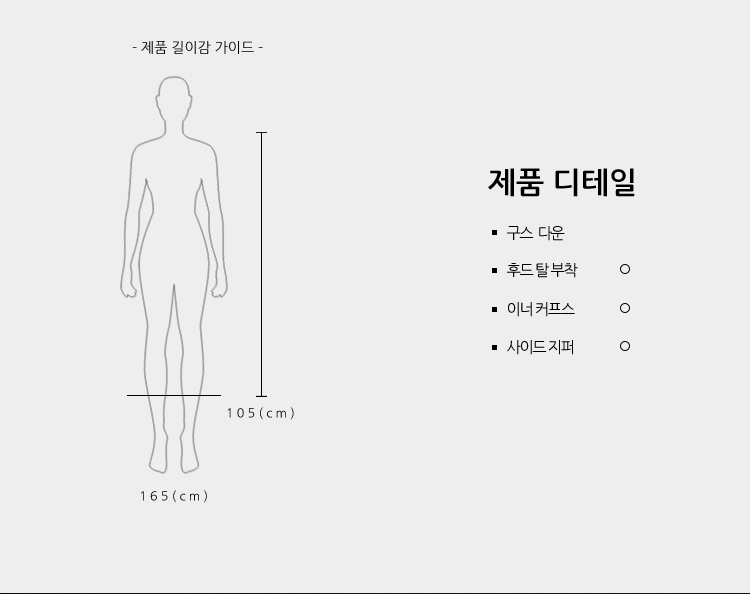 - 제품 길이감 가이드 -
105(cm)
165(cm)
제품 디테일
▪ 구스 다운
▪ 후드 탈 부착 ○
▪ 이너 커프스 ○
▪ 사이드 지퍼 ○